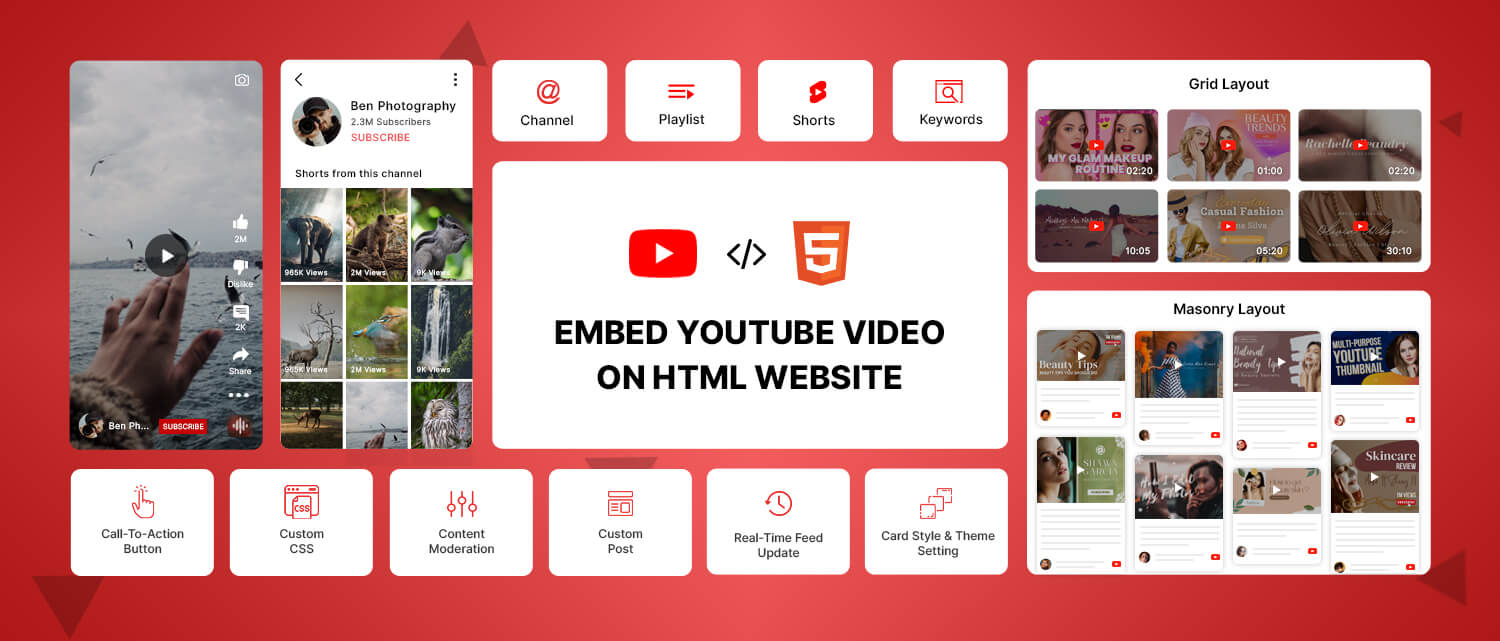 2M
Dislike
2K
Share
Ben Ph...
SUBSCRIBE
Ben Photography
2.3M Subscribers
SUBSCRIBE
Shorts from this channel
965K Views
2M Views
9K Views
965K Views
2M Views
9K Views
Channel
Playlist
Shorts
Keywords
5
EMBED YOUTUBE VIDEO
ON HTML WEBSITE
Call-To-Action
Button
CSS
Custom
CSS
Content
Moderation
Custom
Post
Real-Time Feed
Update
Card Style & Theme
Setting
Grid Layout
MY GLAM MAKEUP
ROUTINE
02:20
BEAUTY
TRENDS
01:00
02:20
10:05
Casual Fashion
05:20
30:10
Masonry Layout
Beauty Tips
Natural
Beauty Tips
MULTI-PURPOSE
YOUTUBE
THUMBNAIL
SHAWN
GARCIA
Skincare
REVIEW